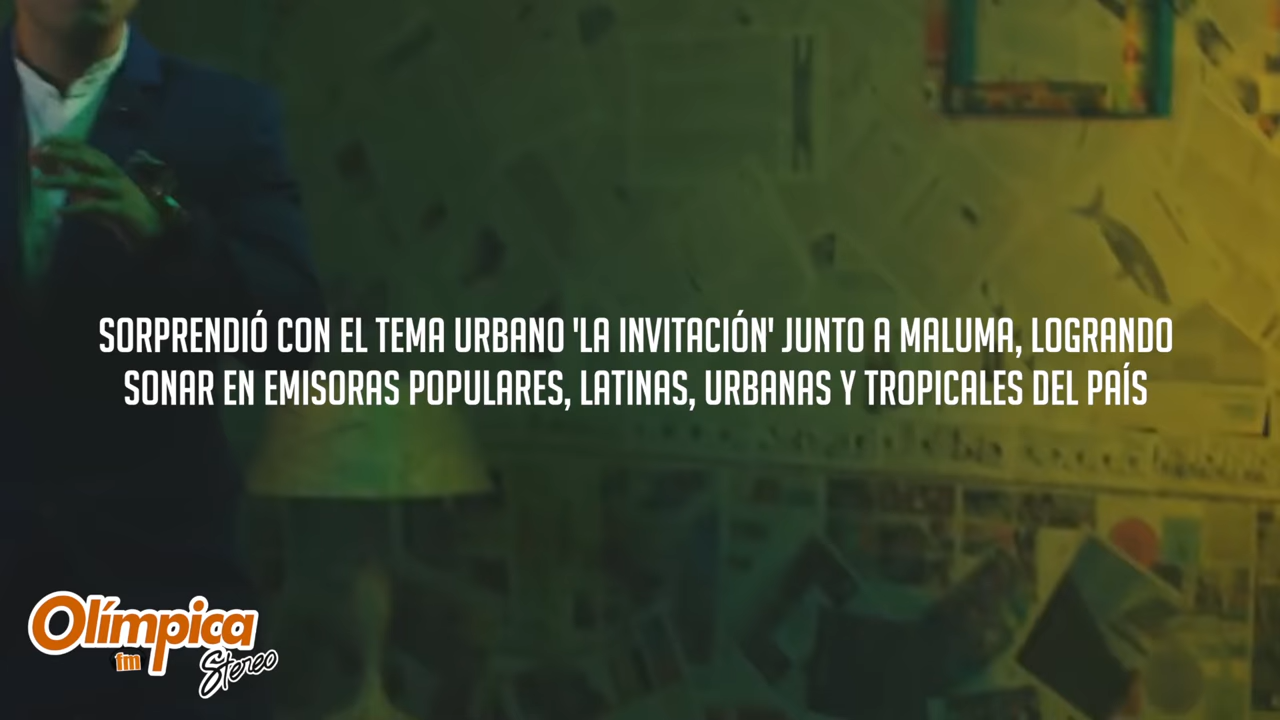 SORPRENDIÓ CON EL TEMA URBANO 'LA INVITACIÓN' JUNTO A MALUMA, LOGRANDO
SONAR EN EMISORAS POPULARES, LATINAS, URBANAS Y TROPICALES DEL PAÍS
Olímpica
fm
Stereo